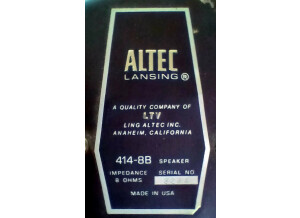 ALTEC
LANSING®
A QUALITY COMPANY OF
LTV
LING ALTEC INC.
ANAHEIM, CALIFORNIA
414-8B SPEAKER
IMPEDANCE SERIAL NO
8 OHMS
MADE IN USA